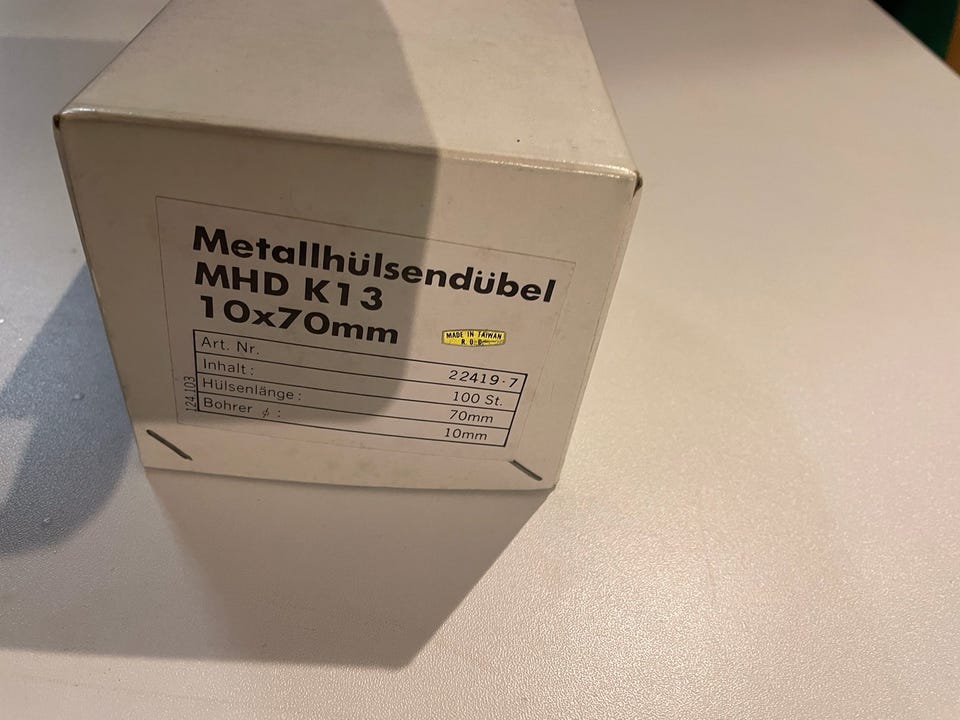 Metallhülsendübel
MHD K13
10x70mm
MADE IN TAIWAN
R.O.C.
Art. Nr. 22419·7
Inhalt: 100 St.
Hülsenlänge: 70mm
Bohrer ϕ : 10mm
124.103